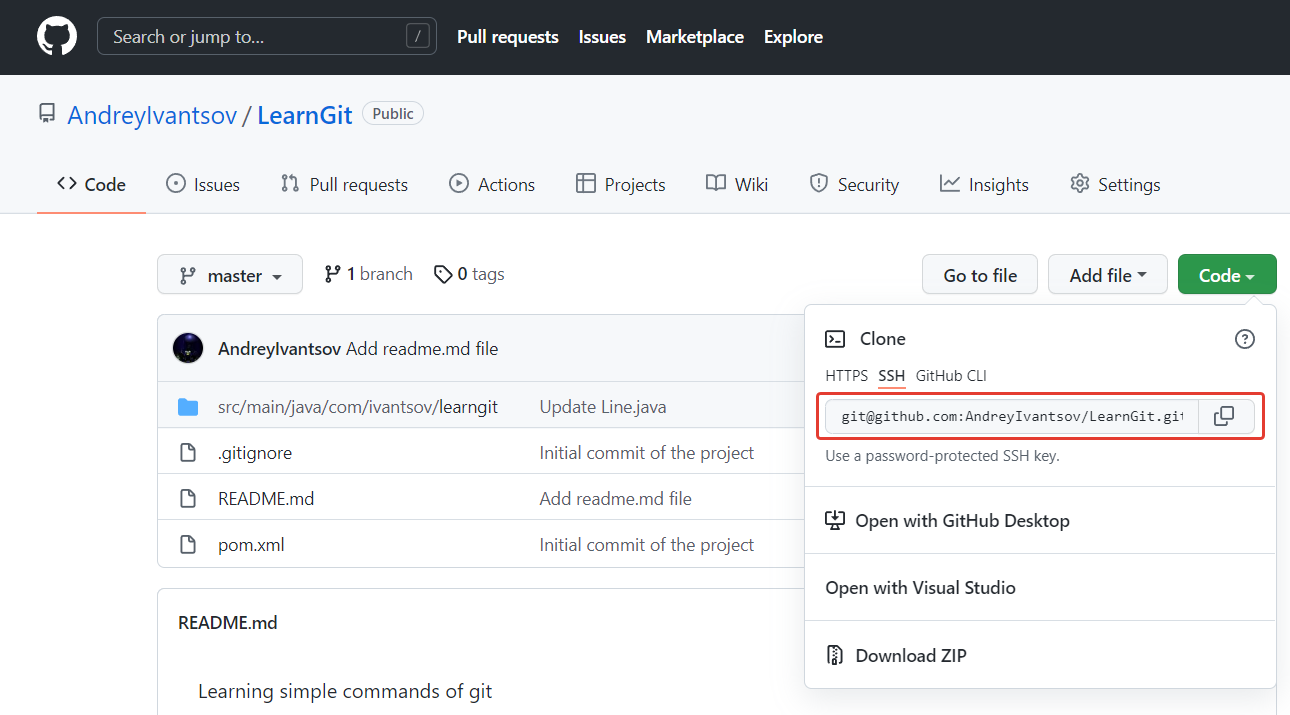 Search or jump to... / Pull requests Issues Marketplace Explore
AndreyIvantsov / LearnGit Public
Code Issues Pull requests Actions Projects Wiki Security Insights Settings
master 1 branch 0 tags Go to file Add file Code
AndreyIvantsov Add readme.md file
src/main/java/com/ivantsov/learngit Update Line.java
.gitignore Initial commit of the project
README.md Add readme.md file
pom.xml Initial commit of the project
README.md
Learning simple commands of git
Clone
HTTPS SSH GitHub CLI
git@github.com:AndreyIvantsov/LearnGit.git
Use a password-protected SSH key.
Open with GitHub Desktop
Open with Visual Studio
Download ZIP